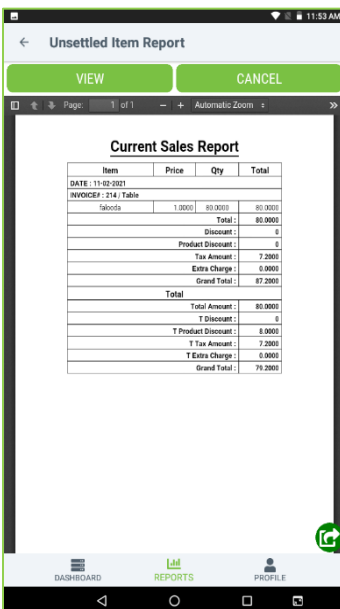 11:53 AM
Unsettled Item Report
VIEW CANCEL
Page: 1 of 1 Automatic Zoom
Current Sales Report
Item Price Qty Total
DATE : 11-02-2021
INVOICE# : 214 / Table
falooda 1.0000 80.0000 80.0000
Total : 80.0000
Discount : 0
Product Discount : 0
Tax Amount : 7.2000
Extra Charge : 0.0000
Grand Total : 87.2000
Total
Total Amount : 80.0000
T Discount : 0
T Product Discount : 8.0000
T Tax Amount : 7.2000
T Extra Charge : 0.0000
Grand Total : 79.2000
DASHBOARD REPORTS PROFILE